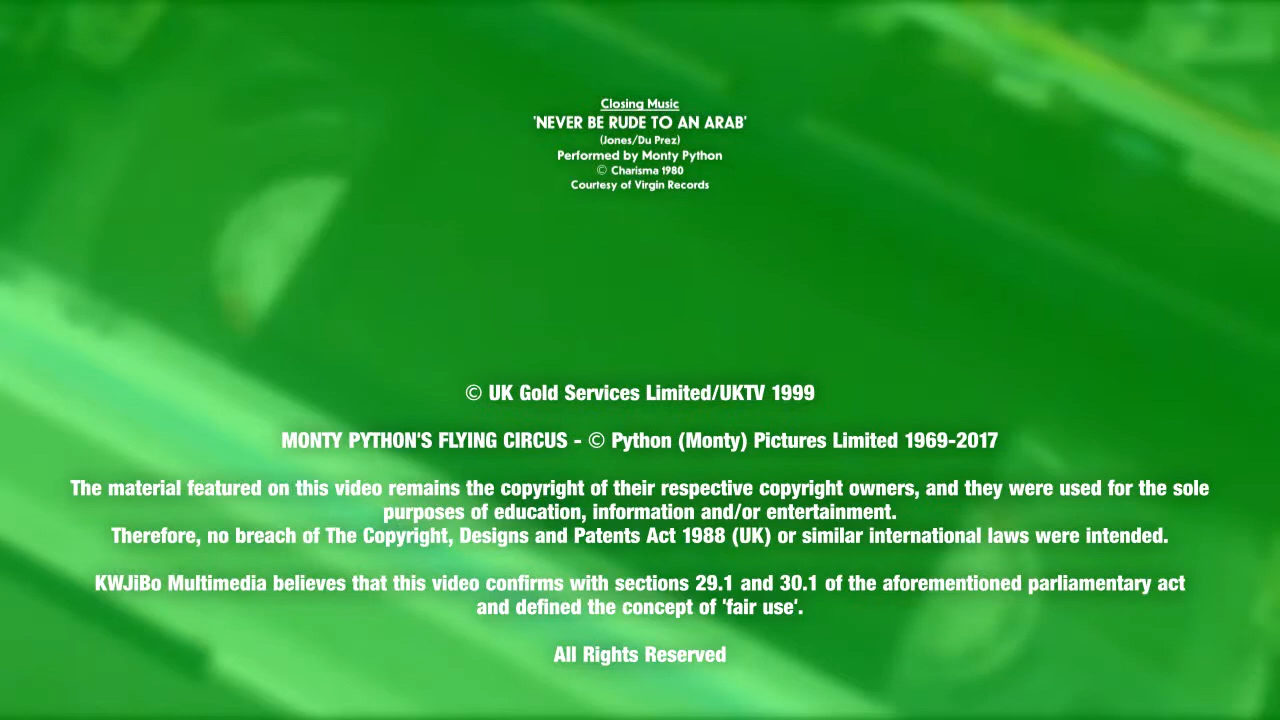 Closing Music
'NEVER BE RUDE TO AN ARAB'
(Jones/Du Prez)
Performed by Monty Python
© Charisma 1980
Courtesy of Virgin Records
© UK Gold Services Limited/UKTV 1999
MONTY PYTHON'S FLYING CIRCUS - © Python (Monty) Pictures Limited 1969-2017
The material featured on this video remains the copyright of their respective copyright owners, and they were used for the sole
purposes of education, information and/or entertainment.
Therefore, no breach of The Copyright, Designs and Patents Act 1988 (UK) or similar international laws were intended.
KWJiBo Multimedia believes that this video confirms with sections 29.1 and 30.1 of the aforementioned parliamentary act
and defined the concept of 'fair use'.
All Rights Reserved